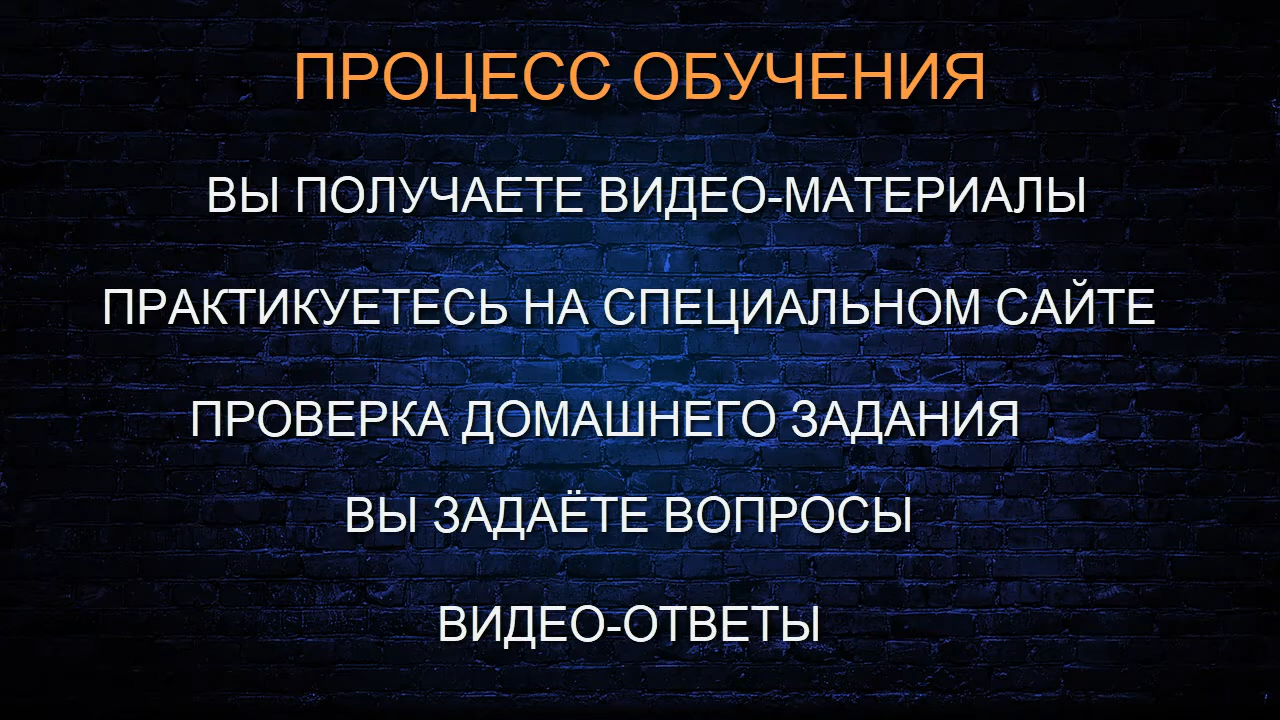 ПРОЦЕСС ОБУЧЕНИЯ
ВЫ ПОЛУЧАЕТЕ ВИДЕО-МАТЕРИАЛЫ
ПРАКТИКУЕТЕСЬ НА СПЕЦИАЛЬНОМ САЙТЕ
ПРОВЕРКА ДОМАШНЕГО ЗАДАНИЯ
ВЫ ЗАДАЁТЕ ВОПРОСЫ
ВИДЕО-ОТВЕТЫ